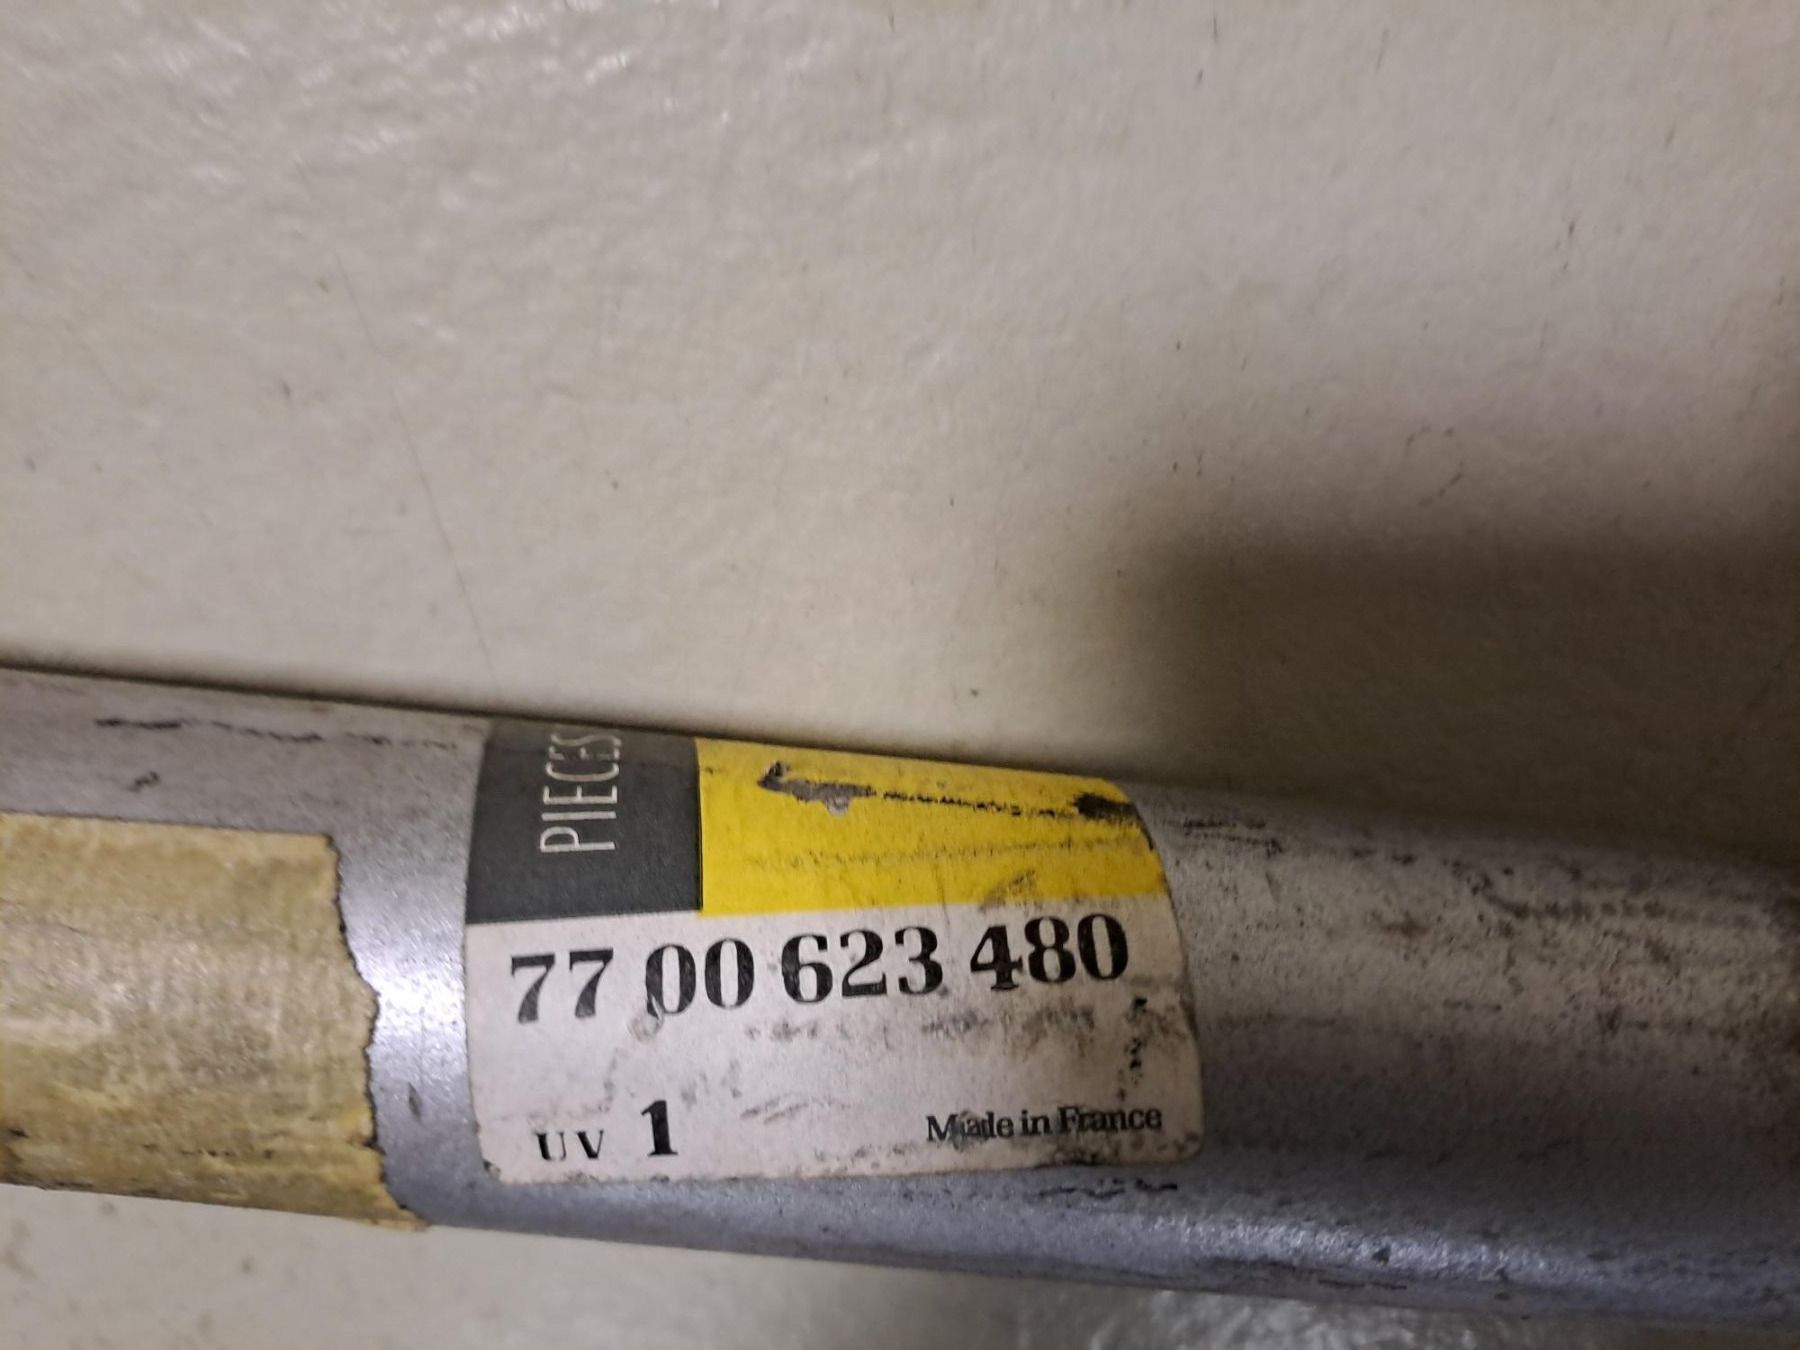 PIECES
77 00 623 480
UV 1
Made in France